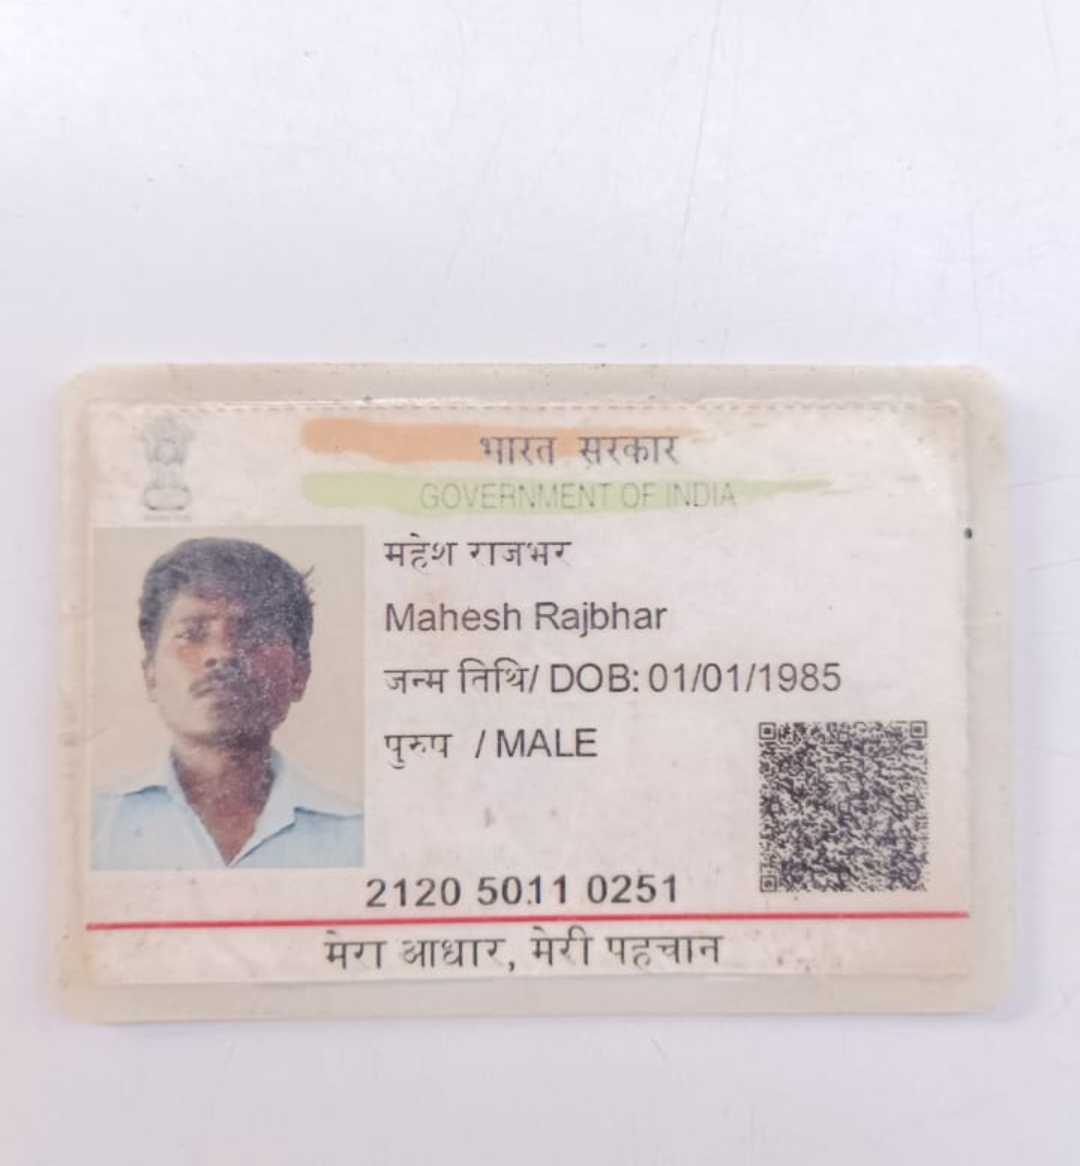 भारत सरकार
GOVERNMENT OF INDIA
महेश राजभर
Mahesh Rajbhar
जन्म तिथि/ DOB: 01/01/1985
पुरुष / MALE
2120 5011 0251
मेरा आधार, मेरी पहचान